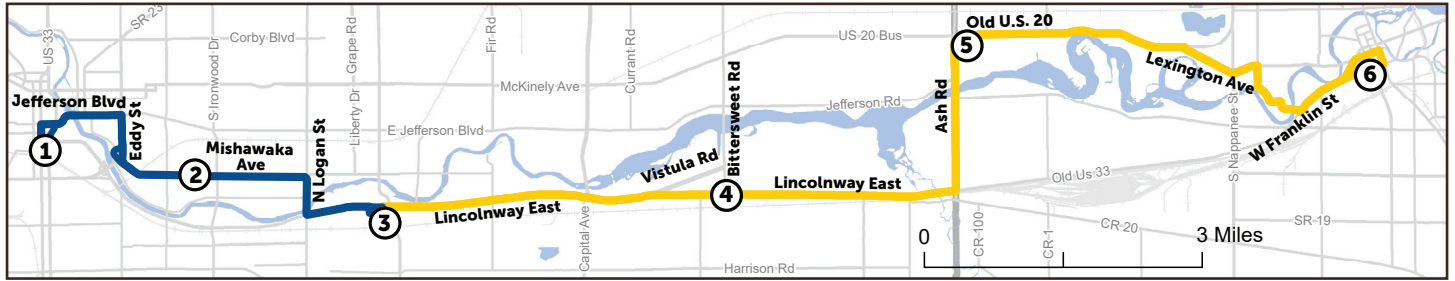 US 33
SR-23
Corby Blvd
S Ironwood Dr
Grape Rd
Liberty Dr
Fir Rd
McKinely Ave
Currant Rd
US 20 Bus
Old U.S. 20
5
Lexington Ave
6
Jefferson Blvd
Eddy St
1
2
Mishawaka
Ave
N Logan St
E Jefferson Blvd
3
Lincolnway East
Capital Ave
Vistula Rd
Bittersweet Rd
4
Jefferson Rd
Ash Rd
Lincolnway East
Old Us 33
S Nappanee St
W Franklin St
CR 100
CR 1
CR 20
SR 19
Harrison Rd
0
3 Miles